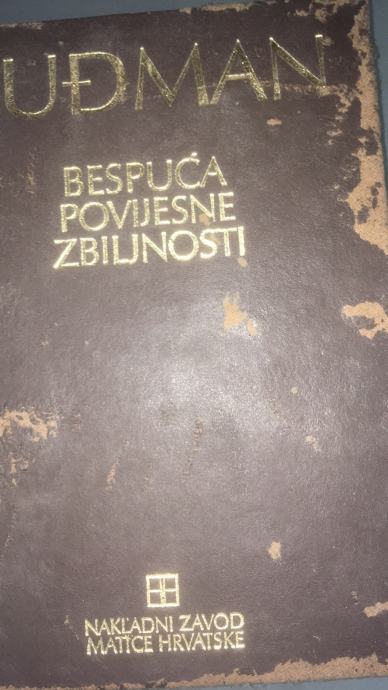 UĐMAN
BESPUĆA
POVIJESNE
ZBILJNOSTI
NAKLADNI ZAVOD
MATICE HRVATSKE